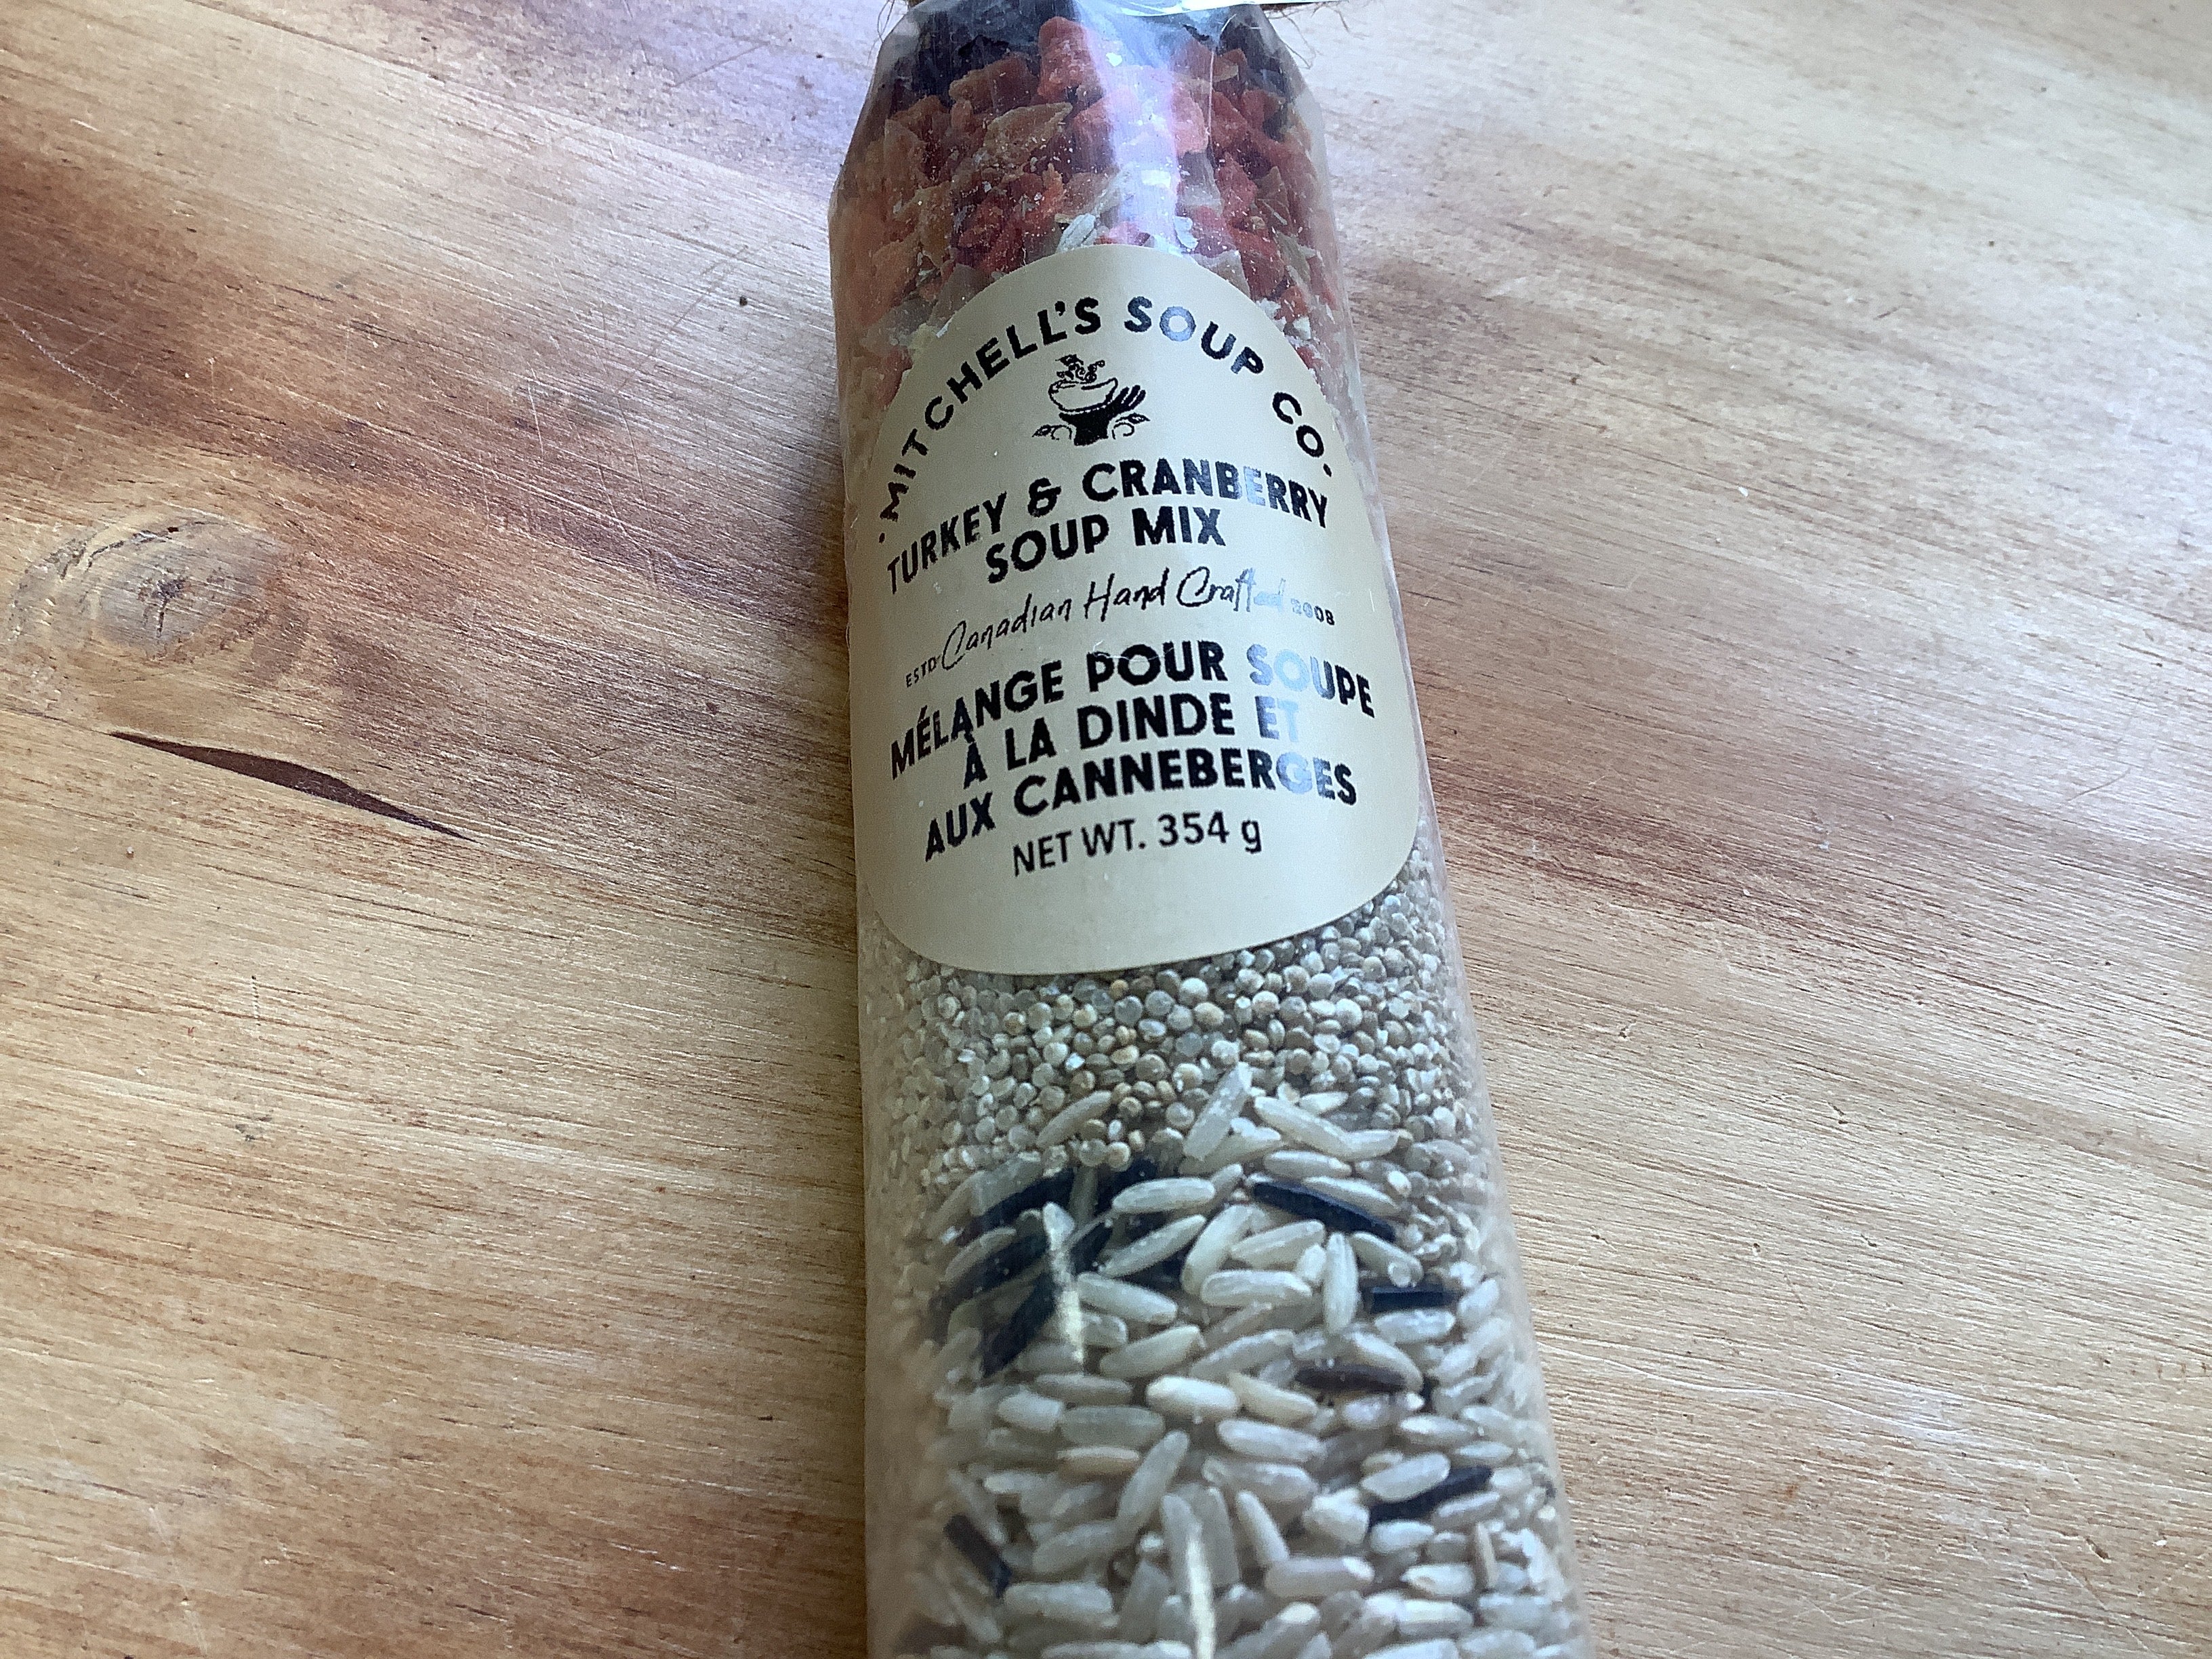 • MITCHELL'S SOUP CO. •
TURKEY & CRANBERRY
SOUP MIX
ESTD Canadian Hand Crafted 2008
MÉLANGE POUR SOUPE
À LA DINDE ET
AUX CANNEBERGES
NET WT. 354 g